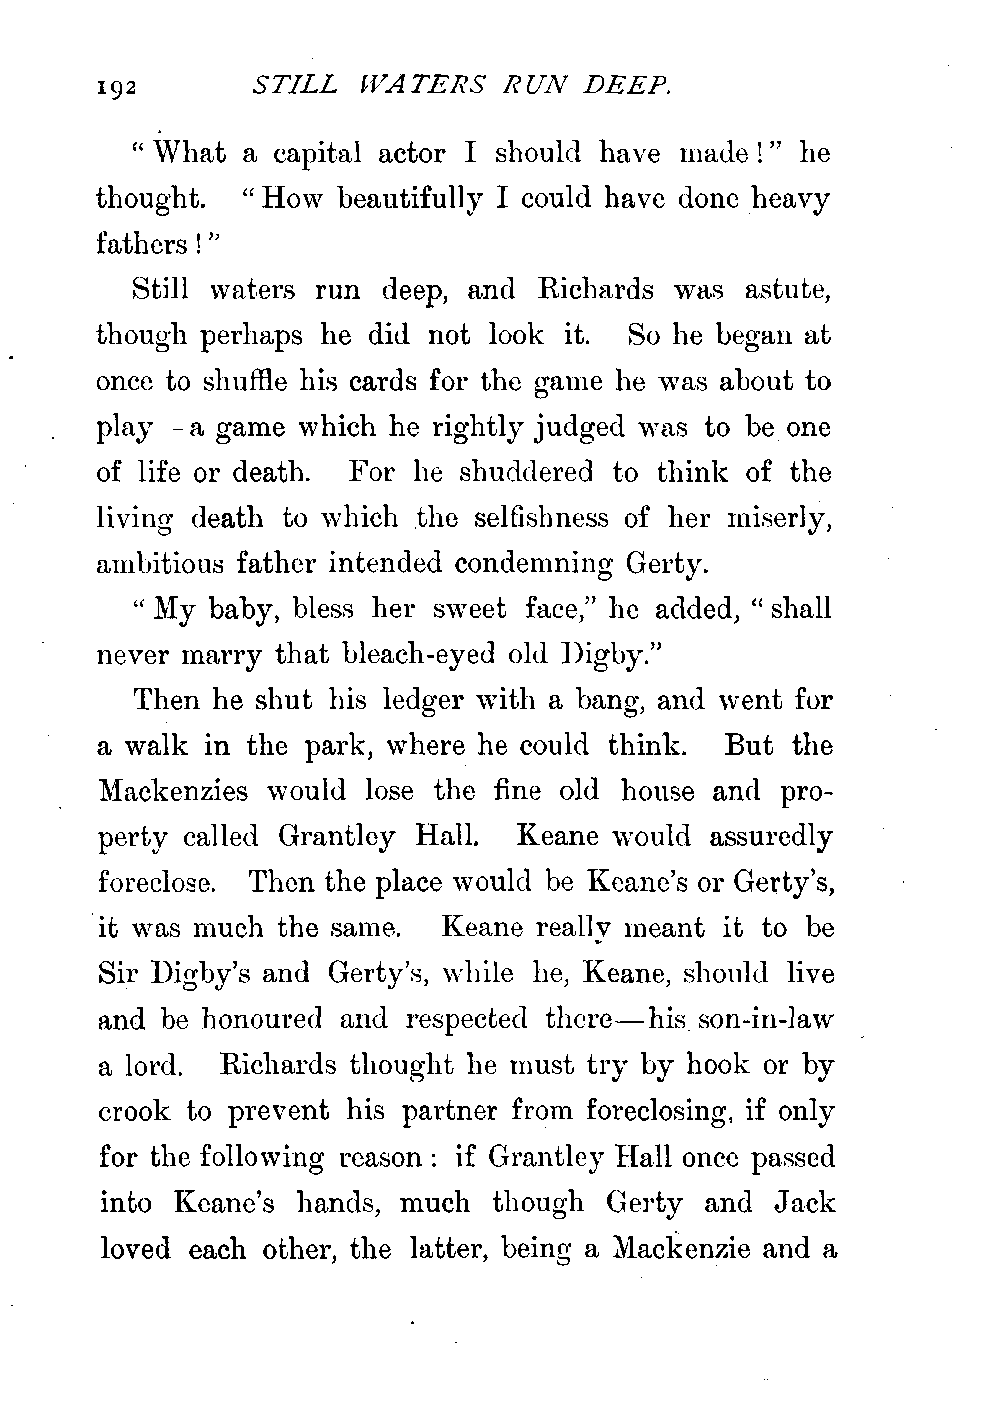 192 STILL WATERS RUN DEEP.
“What a capital actor I should have made!” he
thought. “How beautifully I could have done heavy
fathers!”
Still waters run deep, and Richards was astute,
though perhaps he did not look it. So he began at
once to shuffle his cards for the game he was about to
play -a game which he rightly judged was to be one
of life or death. For he shuddered to think of the
living death to which the selfishness of her miserly,
ambitious father intended condemning Gerty.
“My baby, bless her sweet face,” he added, “shall
never marry that bleach-eyed old Digby.”
Then he shut his ledger with a bang, and went for
a walk in the park, where he could think. But the
Mackenzies would lose the fine old house and pro-
perty called Grantley Hall. Keane would assuredly
foreclose. Then the place would be Keane’s or Gerty’s,
it was much the same. Keane really meant it to be
Sir Digby’s and Gerty’s, while he, Keane, should live
and be honoured and respected there—his son-in-law
a lord. Richards thought he must try by hook or by
crook to prevent his partner from foreclosing, if only
for the following reason: if Grantley Hall once passed
into Keane’s hands, much though Gerty and Jack
loved each other, the latter, being a Mackenzie and a